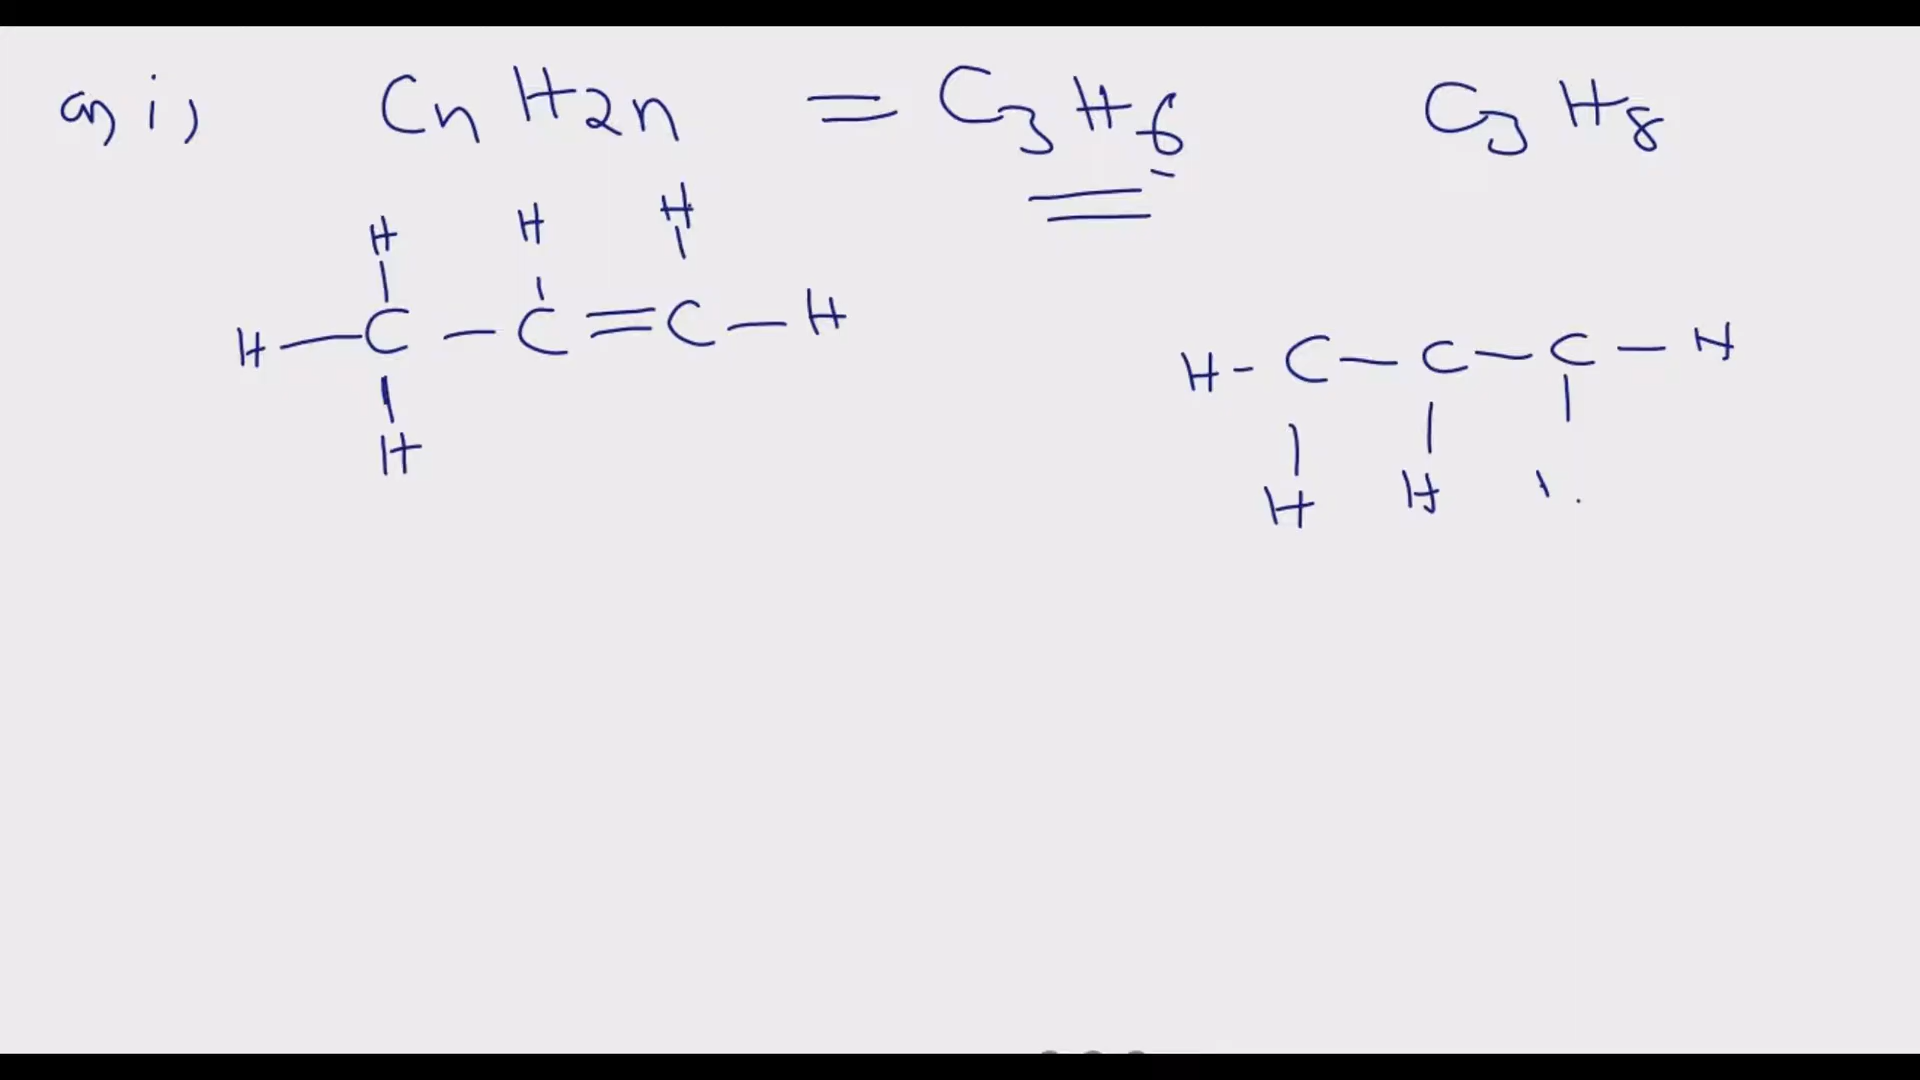 a) i) CnH2n = C3H6 C3H8
H H H
H — C — C = C — H
H
H - C — C — C — H
H H